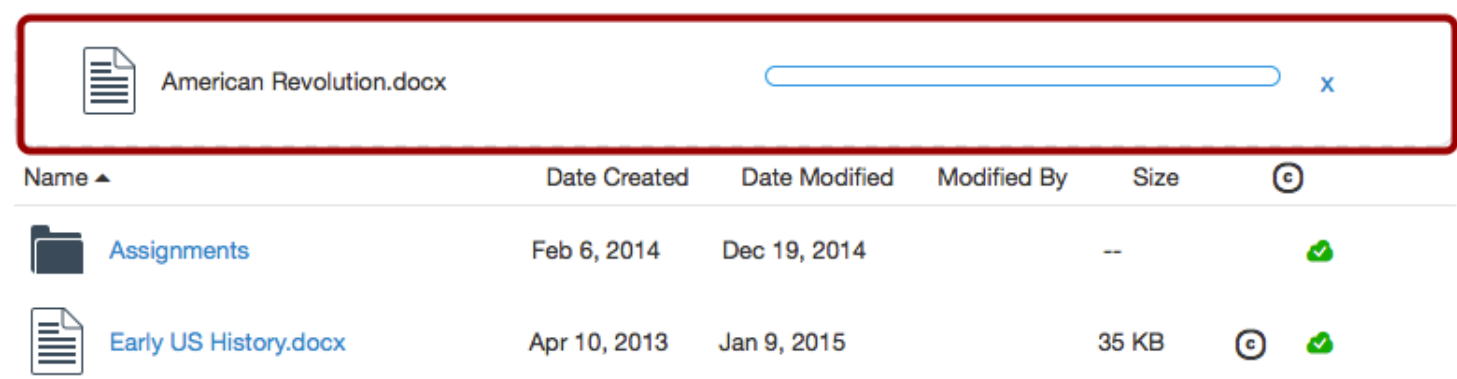 American Revolution.docx x
Name Date Created Date Modified Modified By Size ©
Assignments Feb 6, 2014 Dec 19, 2014 --
Early US History.docx Apr 10, 2013 Jan 9, 2015 35 KB ©